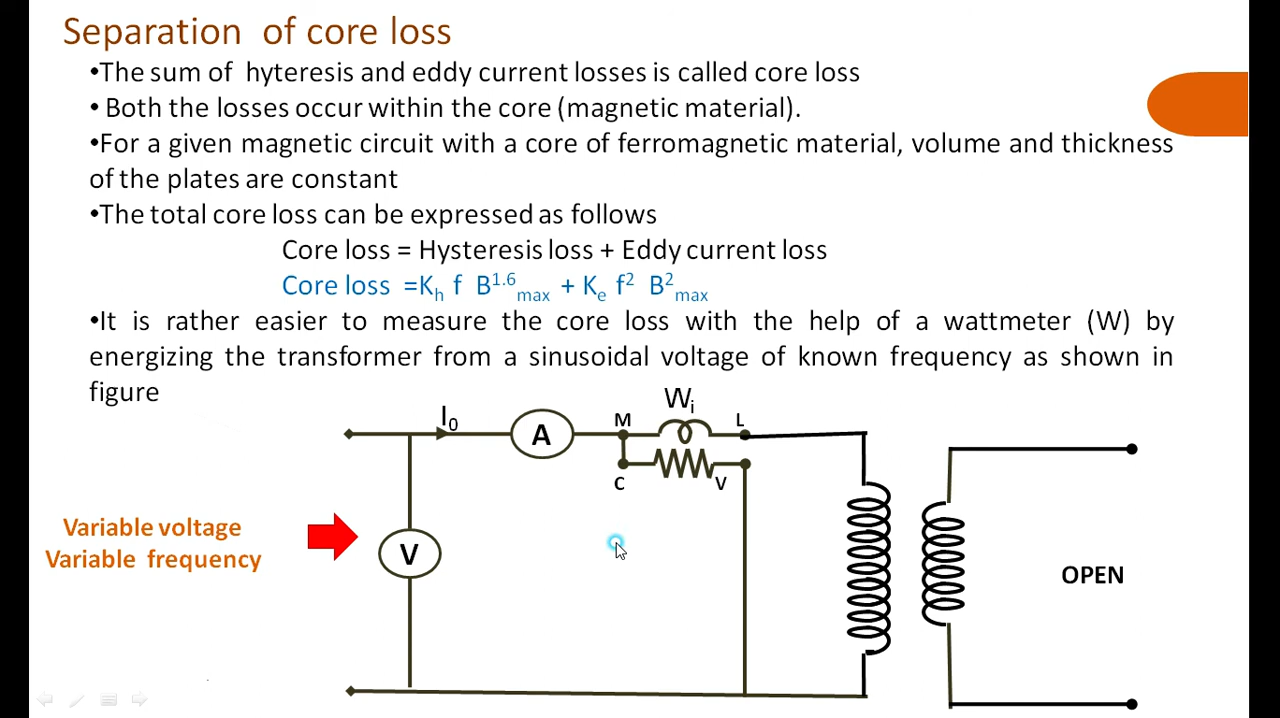 Separation of core loss
•The sum of hyteresis and eddy current losses is called core loss
• Both the losses occur within the core (magnetic material).
•For a given magnetic circuit with a core of ferromagnetic material, volume and thickness
of the plates are constant
•The total core loss can be expressed as follows
Core loss = Hysteresis loss + Eddy current loss
Core loss =Kh f B^1.6 max + Ke f² B² max
•It is rather easier to measure the core loss with the help of a wattmeter (W) by
energizing the transformer from a sinusoidal voltage of known frequency as shown in
figure
Wi
I0
M
L
A
C
V
Variable voltage
Variable frequency
V
OPEN